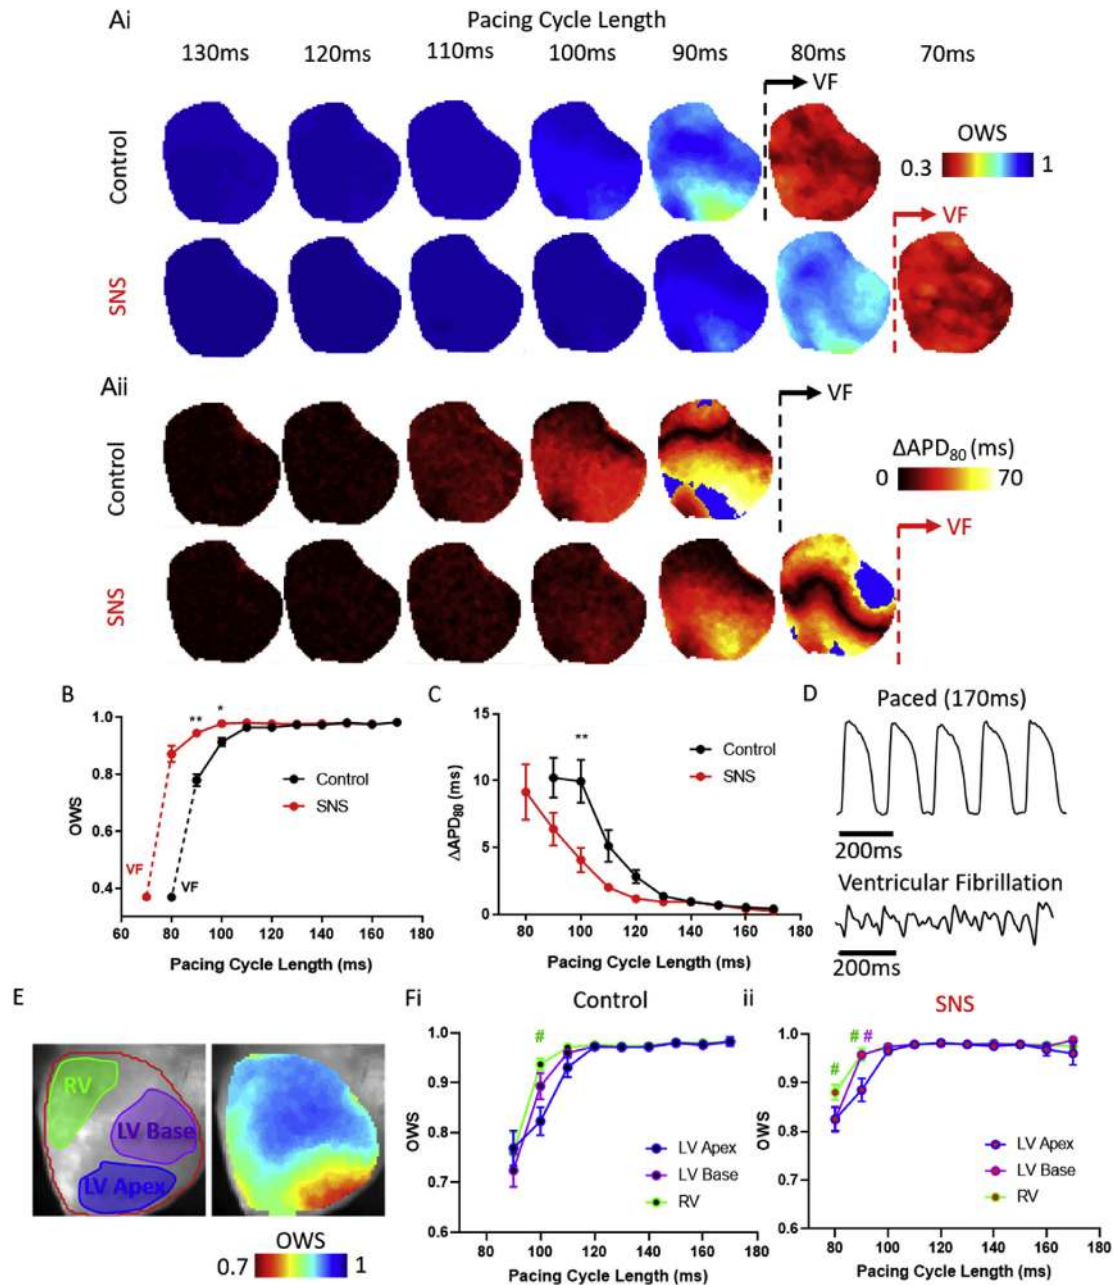 Ai
Pacing Cycle Length
130ms 120ms 110ms 100ms 90ms 80ms 70ms
VF
Control
OWS
0.3 1
VF
SNS
Aii
VF
Control
ΔAPD80 (ms)
0 70
VF
SNS
B
** *
1.0
0.8
0.6
0.4
OWS
Control
SNS
VF
VF
60 80 100 120 140 160 180
Pacing Cycle Length (ms)
C
**
15
10
5
0
ΔAPD80 (ms)
Control
SNS
80 100 120 140 160 180
Pacing Cycle Length (ms)
D
Paced (170ms)
200ms
Ventricular Fibrillation
200ms
E
RV
LV Base
LV Apex
OWS
0.7 1
Fi
Control
#
1.0
0.9
0.8
0.7
0.6
OWS
LV Apex
LV Base
RV
80 100 120 140 160 180
Pacing Cycle Length (ms)
ii
SNS
# #
#
1.0
0.9
0.8
0.7
0.6
OWS
LV Apex
LV Base
RV
80 100 120 140 160 180
Pacing Cycle Length (ms)